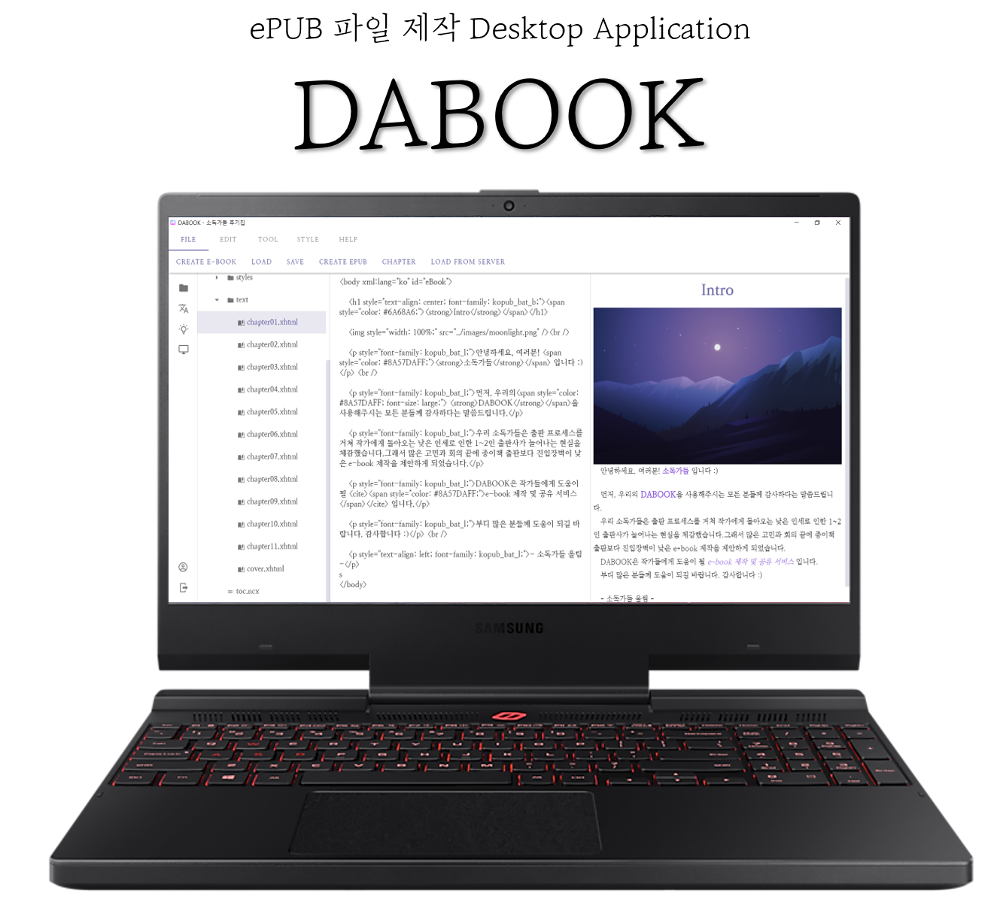 ePUB 파일 제작 Desktop Application
DABOOK
DABOOK - 소독가들 후기집
FILE EDIT TOOL STYLE HELP
CREATE E-BOOK LOAD SAVE CREATE EPUB CHAPTER LOAD FROM SERVER
styles
text
chapter01.xhtml
chapter02.xhtml
chapter03.xhtml
chapter04.xhtml
chapter05.xhtml
chapter06.xhtml
chapter07.xhtml
chapter08.xhtml
chapter09.xhtml
chapter10.xhtml
chapter11.xhtml
cover.xhtml
toc.ncx
<body xml:lang="ko" id="eBook">
<h1 style="text-align: center; font-family: kopub_bat_b;"><span
style="color: #6A68A6;"><strong>Intro</strong></span></h1>
<img style="width: 100%;" src="../images/moonlight.png" /><br />
<p style="font-family: kopub_bat_l;">안녕하세요, 여러분! <span
style="color: #8A57DAFF;"><strong>소독가들</strong></span> 입니다 :)
</p> <br />
<p style="font-family: kopub_bat_l;">먼저, 우리의<span style="color:
#8A57DAFF; font-size: large;"> <strong>DABOOK</strong></span>을
사용해주시는 모든 분들께 감사하다는 말씀드립니다.</p>
<p style="font-family: kopub_bat_l;">우리 소독가들은 출판 프로세스를
거쳐 작가에게 돌아오는 낮은 인세로 인한 1~2인 출판사가 늘어나는 현실을
체감했습니다.그래서 많은 고민과 회의 끝에 종이책 출판보다 진입장벽이 낮
은 e-book 제작을 제안하게 되었습니다.</p>
<p style="font-family: kopub_bat_l;">DABOOK은 작가들에게 도움이
될 <cite><span style="color: #8A57DAFF;">e-book 제작 및 공유 서비스
</span></cite> 입니다.</p>
<p style="font-family: kopub_bat_l;">부디 많은 분들께 도움이 되길 바
랍니다. 감사합니다 :)</p> <br />
<p style="text-align: left; font-family: kopub_bat_l;">- 소독가들 올림
-</p>
s
</body>
Intro
안녕하세요, 여러분! 소독가들 입니다 :)
먼저, 우리의 DABOOK을 사용해주시는 모든 분들께 감사하다는 말씀드립니
다.
우리 소독가들은 출판 프로세스를 거쳐 작가에게 돌아오는 낮은 인세로 인한 1~2
인 출판사가 늘어나는 현실을 체감했습니다.그래서 많은 고민과 회의 끝에 종이책
출판보다 진입장벽이 낮은 e-book 제작을 제안하게 되었습니다.
DABOOK은 작가들에게 도움이 될 e-book 제작 및 공유 서비스 입니다.
부디 많은 분들께 도움이 되길 바랍니다. 감사합니다 :)
- 소독가들 올림 -
SAMSUNG